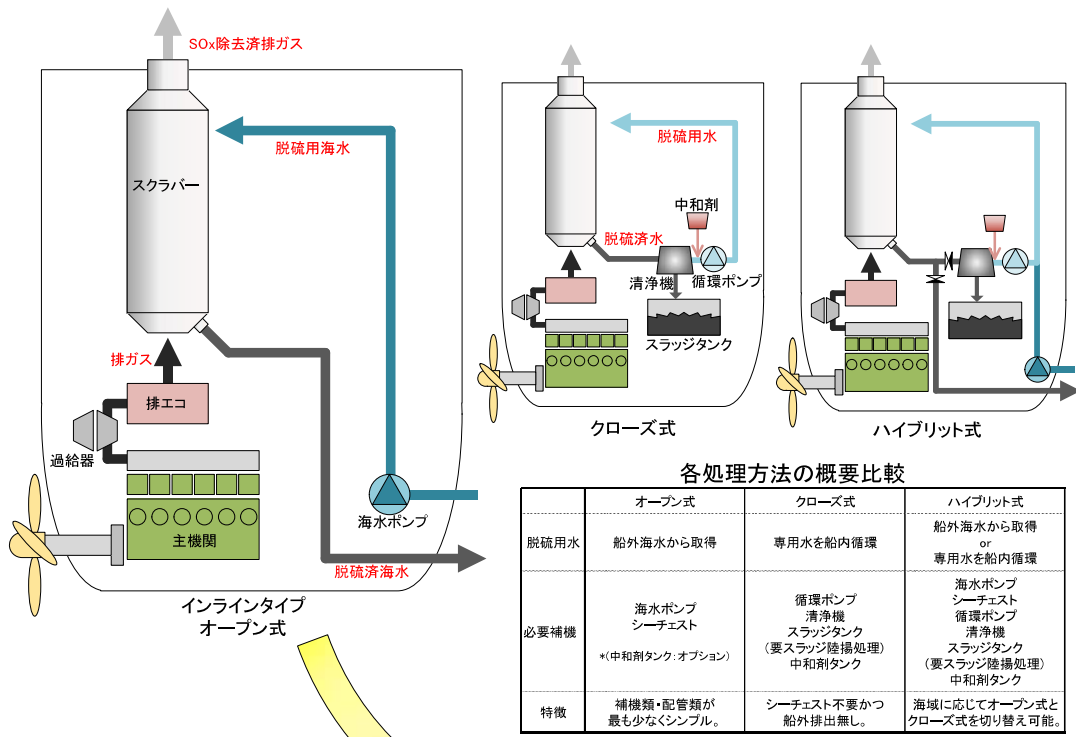 SOx除去済排ガス
脱硫用海水
スクラバー
排ガス
排エコ
過給器
主機関
海水ポンプ
脱硫済海水
インラインタイプ
オープン式
脱硫用水
中和剤
脱硫済水
清浄機
循環ポンプ
スラッジタンク
クローズ式
ハイブリット式
各処理方法の概要比較
オープン式 クローズ式 ハイブリット式
脱硫用水
船外海水から取得
専用水を船内循環
船外海水から取得
or
専用水を船内循環
必要補機
海水ポンプ
シーチェスト
*(中和剤タンク:オプション)
循環ポンプ
清浄機
スラッジタンク
(要スラッジ陸揚処理)
中和剤タンク
海水ポンプ
シーチェスト
循環ポンプ
清浄機
スラッジタンク
(要スラッジ陸揚処理)
中和剤タンク
特徴
補機類・配管類が
最も少なくシンプル。
シーチェスト不要かつ
船外排出無し。
海域に応じてオープン式と
クローズ式を切り替え可能。